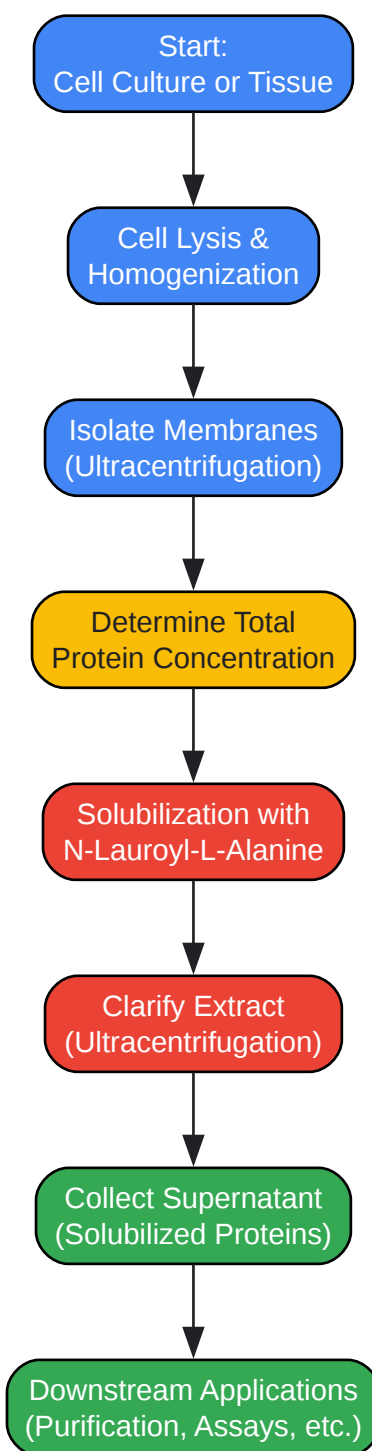 Start:
Cell Culture or Tissue
Cell Lysis &
Homogenization
Isolate Membranes
(Ultracentrifugation)
Determine Total
Protein Concentration
Solubilization with
N-Lauroyl-L-Alanine
Clarify Extract
(Ultracentrifugation)
Collect Supernatant
(Solubilized Proteins)
Downstream Applications
(Purification, Assays, etc.)